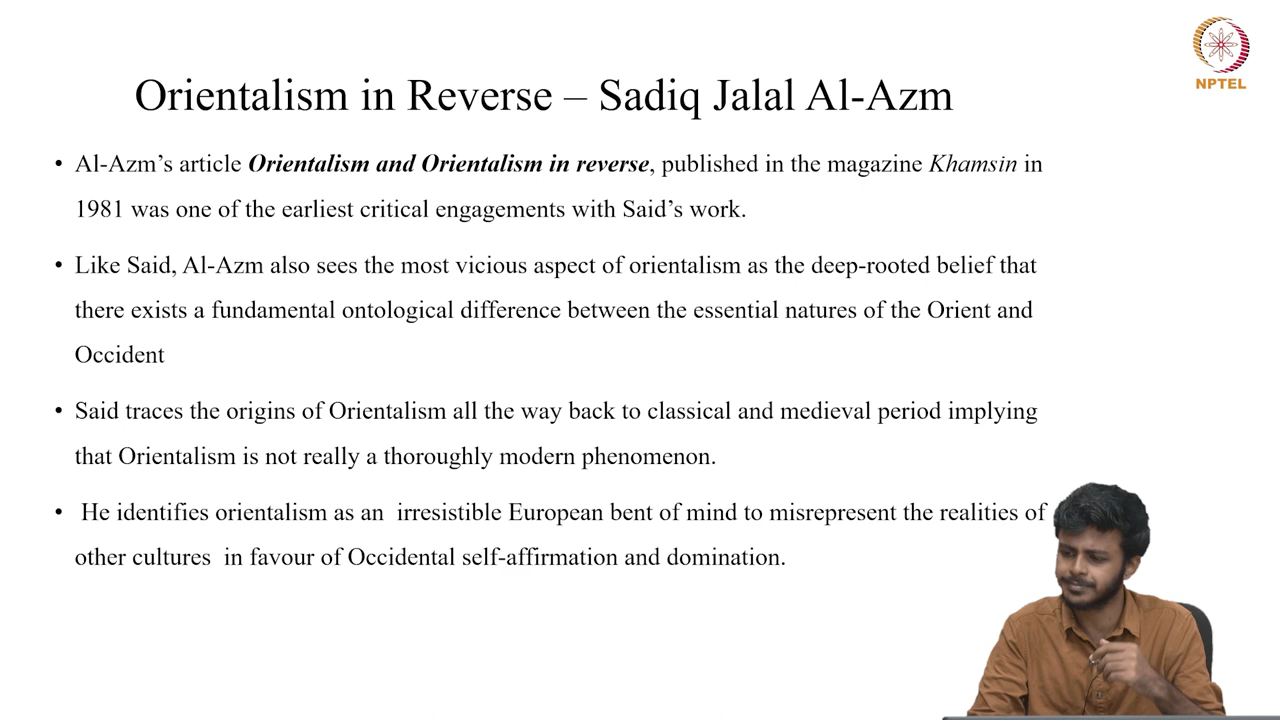 NPTEL
Orientalism in Reverse – Sadiq Jalal Al-Azm
• Al-Azm’s article Orientalism and Orientalism in reverse, published in the magazine Khamsin in
1981 was one of the earliest critical engagements with Said’s work.
• Like Said, Al-Azm also sees the most vicious aspect of orientalism as the deep-rooted belief that
there exists a fundamental ontological difference between the essential natures of the Orient and
Occident
• Said traces the origins of Orientalism all the way back to classical and medieval period implying
that Orientalism is not really a thoroughly modern phenomenon.
• He identifies orientalism as an irresistible European bent of mind to misrepresent the realities of
other cultures in favour of Occidental self-affirmation and domination.